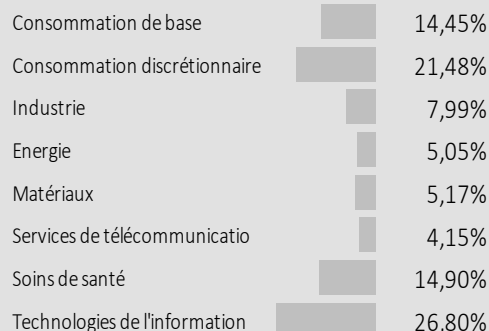 Consommation de base 14,45%
Consommation discrétionnaire 21,48%
Industrie 7,99%
Energie 5,05%
Matériaux 5,17%
Services de télécommunicatio 4,15%
Soins de santé 14,90%
Technologies de l'information 26,80%